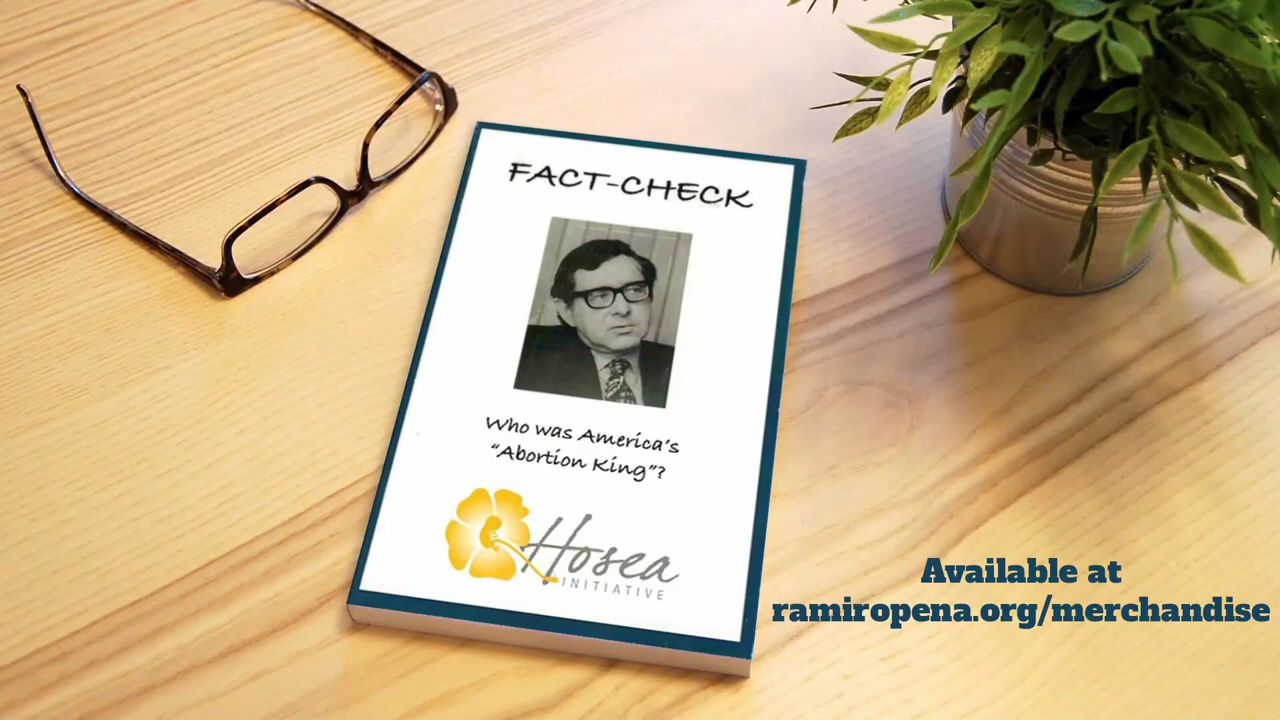 FACT-CHECK
Who was America's
"Abortion King"?
Hosea
INITIATIVE
Available at
ramiropena.org/merchandise